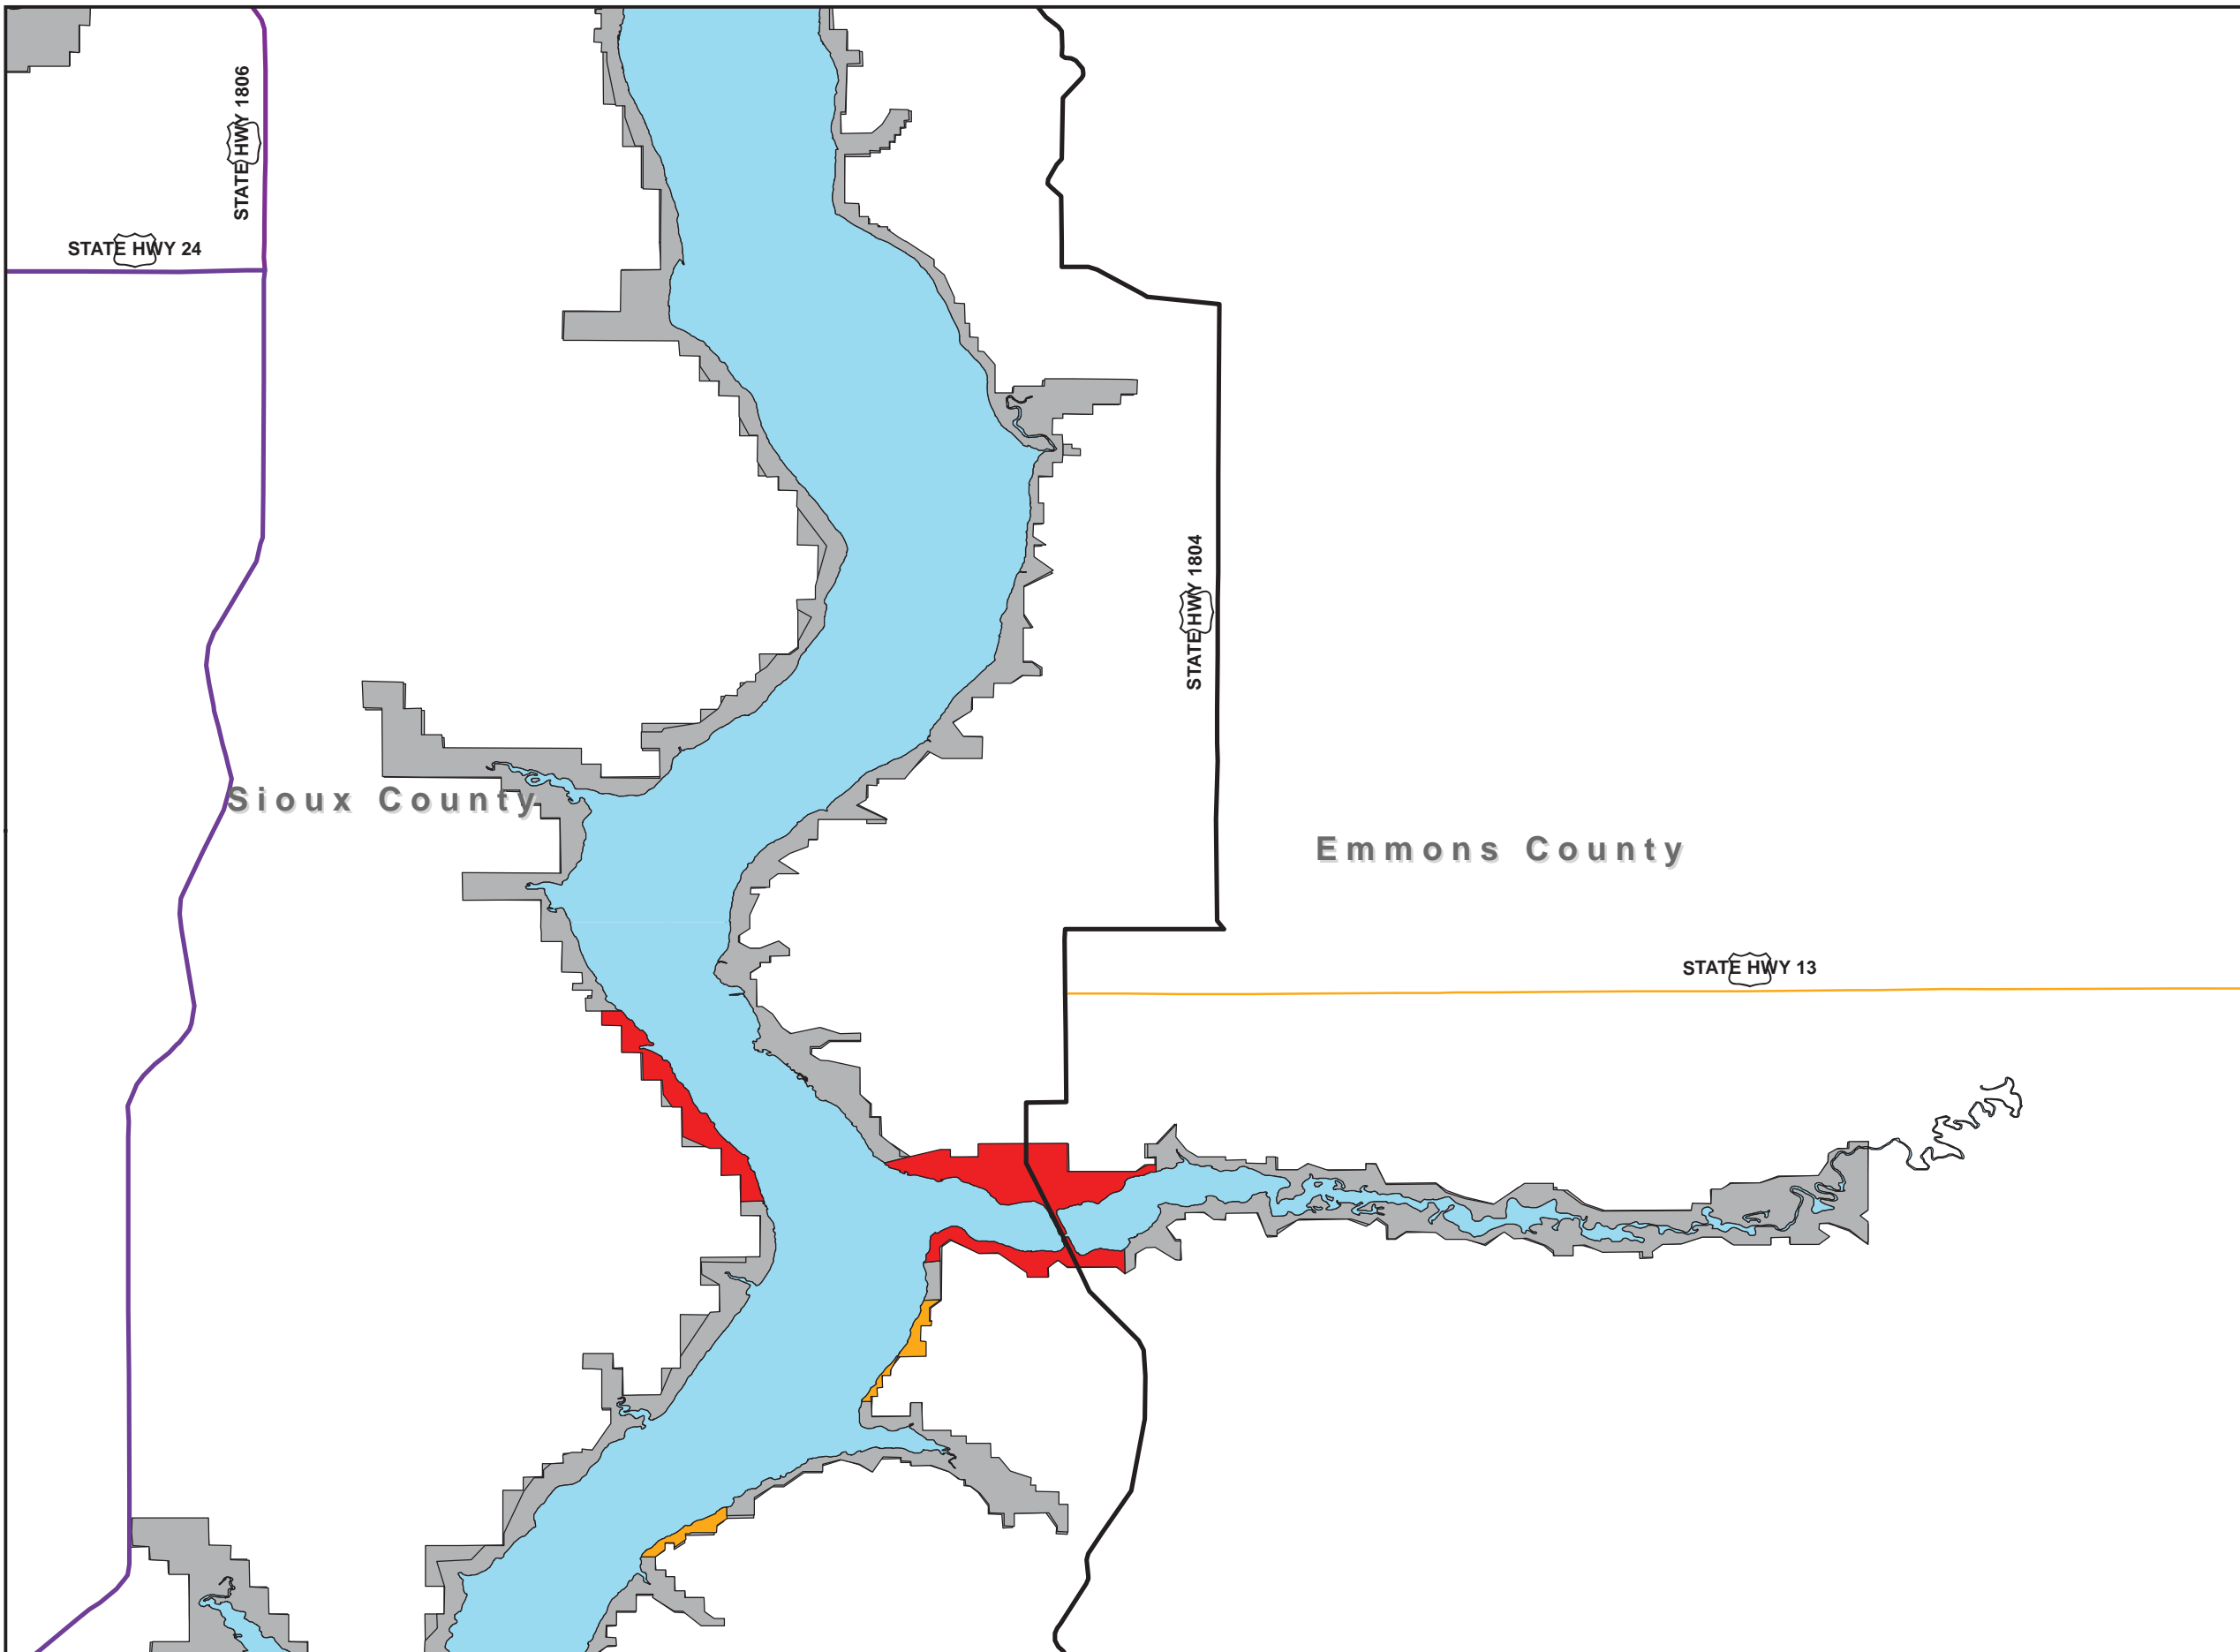 STATE HWY 1806
STATE HWY 24
STATE HWY 1804
Sioux County
Emmons County
STATE HWY 13